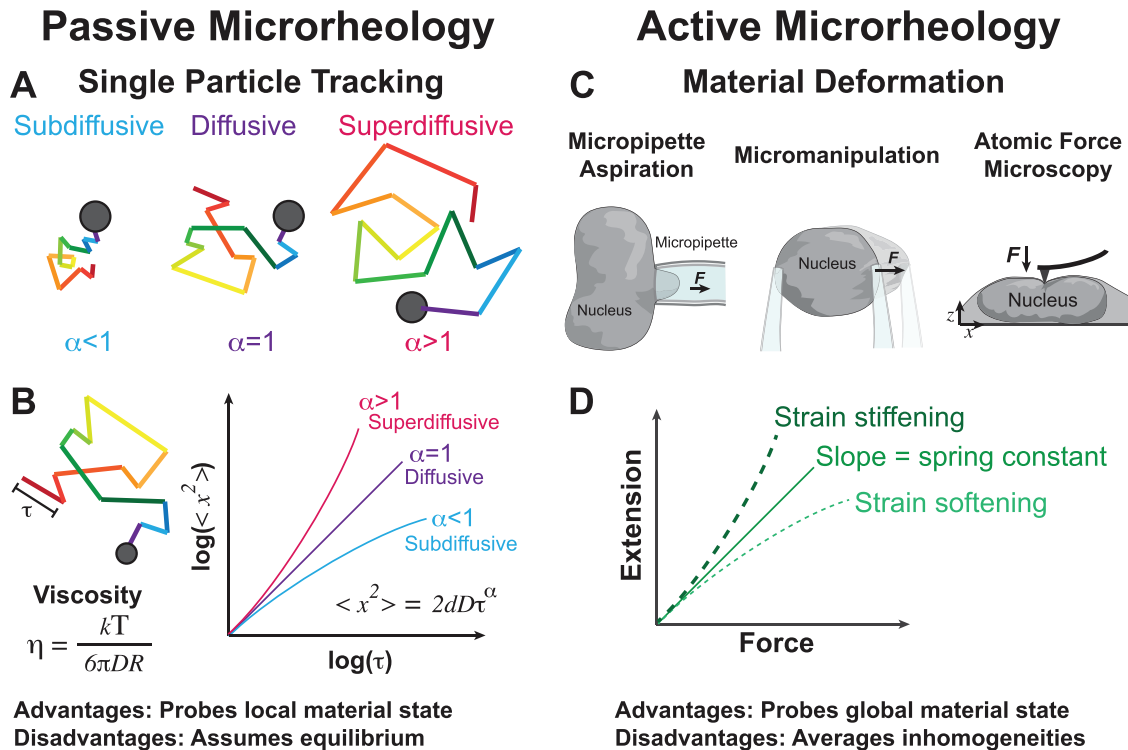 Passive Microrheology
Active Microrheology
A
Single Particle Tracking
Subdiffusive
Diffusive
Superdiffusive
α<1
α=1
α>1
C
Material Deformation
Micropipette
Aspiration
Micromanipulation
Atomic Force
Microscopy
Micropipette
F
Nucleus
Nucleus
F
F
Nucleus
z
x
B
τ
Viscosity
η = kT / 6πDR
log(< x² >)
α>1
Superdiffusive
α=1
Diffusive
α<1
Subdiffusive
< x² > = 2dDτ^α
log(τ)
D
Extension
Strain stiffening
Slope = spring constant
Strain softening
Force
Advantages: Probes local material state
Disadvantages: Assumes equilibrium
Advantages: Probes global material state
Disadvantages: Averages inhomogeneities